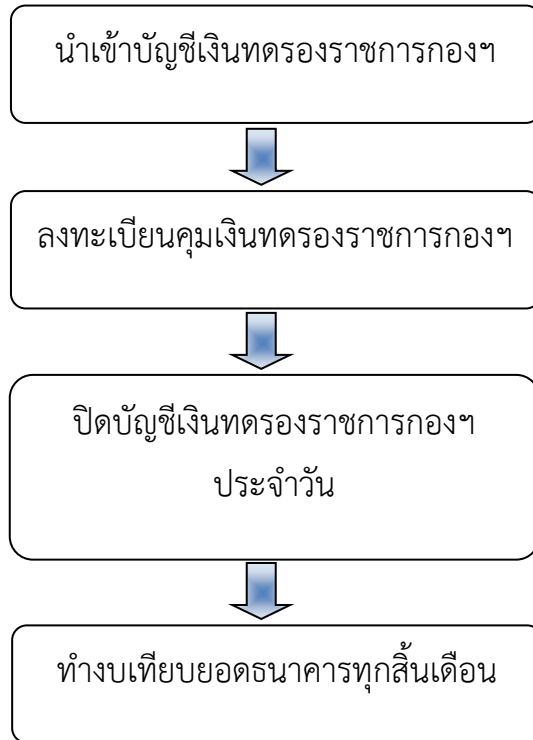 นำเข้าบัญชีเงินทดรองราชการกองฯ
ลงทะเบียนคุมเงินทดรองราชการกองฯ
ปิดบัญชีเงินทดรองราชการกองฯ
ประจำวัน
ทำงบเทียบยอดธนาคารทุกสิ้นเดือน